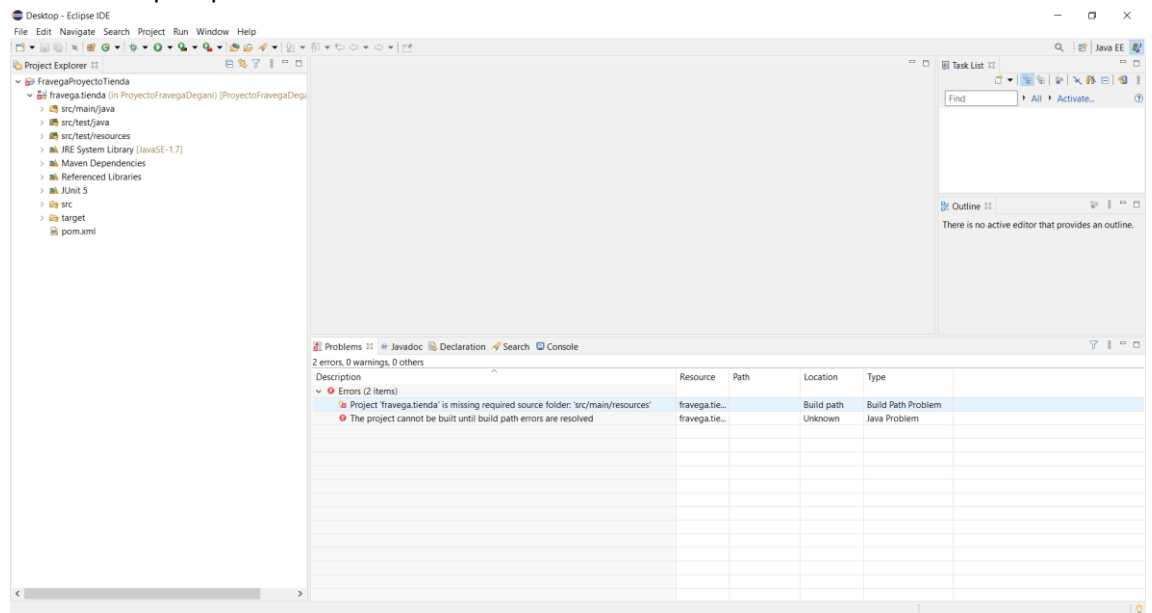 Desktop - Eclipse IDE
File Edit Navigate Search Project Run Window Help
Java EE
Project Explorer
FravegaProyectoTienda
fravega.tienda (in ProyectoFravegaDegani) [ProyectoFravegaDega
src/main/java
src/test/java
src/test/resources
JRE System Library [JavaSE-1.7]
Maven Dependencies
Referenced Libraries
JUnit 5
src
target
pom.xml
Task List
Find All Activate...
Outline
There is no active editor that provides an outline.
Problems Javadoc Declaration Search Console
2 errors, 0 warnings, 0 others
Description Resource Path Location Type
Errors (2 items)
Project 'fravega.tienda' is missing required source folder: 'src/main/resources' fravega.tie... Build path Build Path Problem
The project cannot be built until build path errors are resolved fravega.tie... Unknown Java Problem